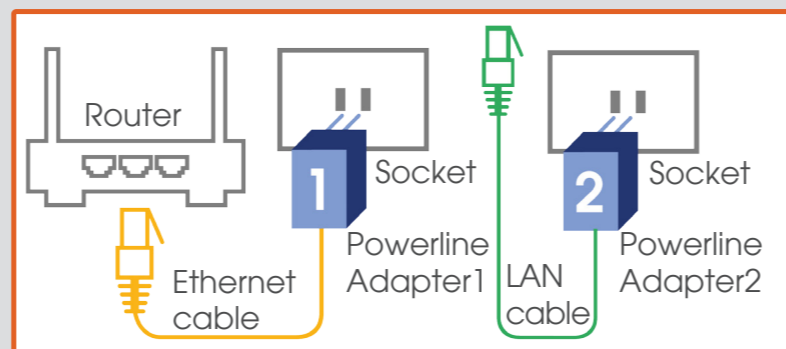 Router
1
Socket
2
Socket
Ethernet
cable
Powerline
Adapter1
LAN
cable
Powerline
Adapter2